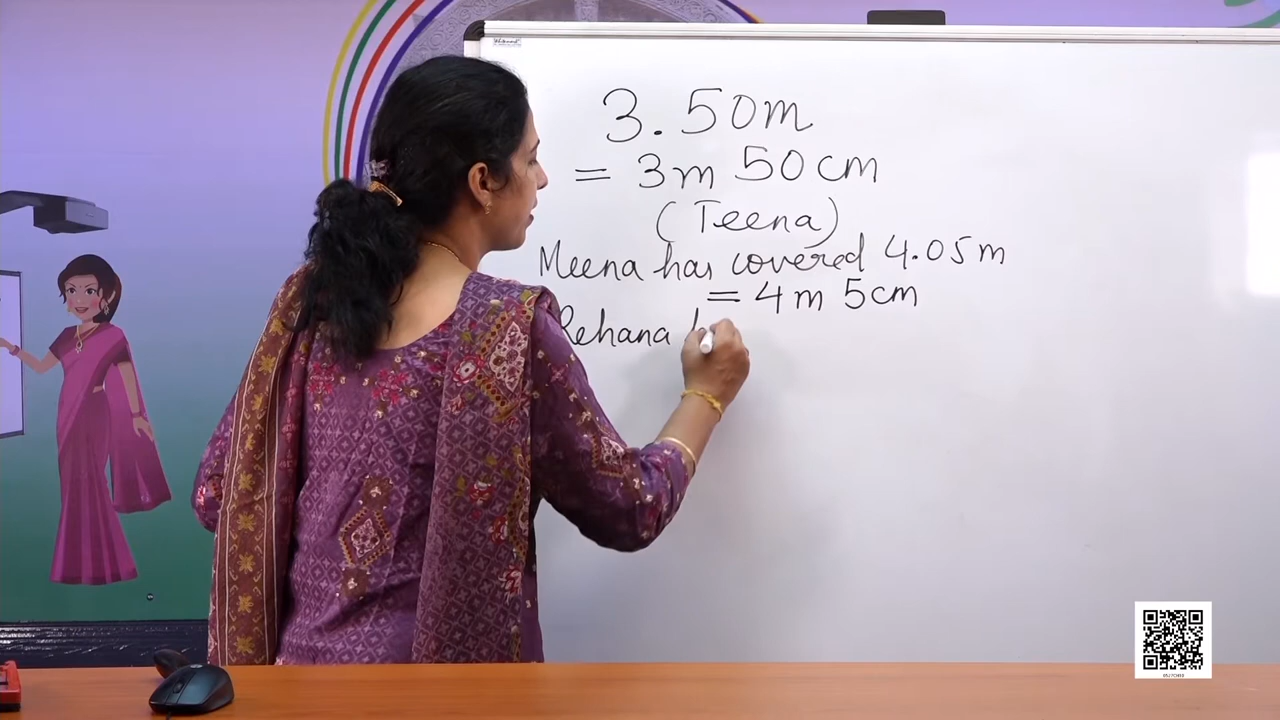 3.50m
= 3m 50cm
(Teena)
Meena has covered 4.05m
= 4m 5cm
Rehana